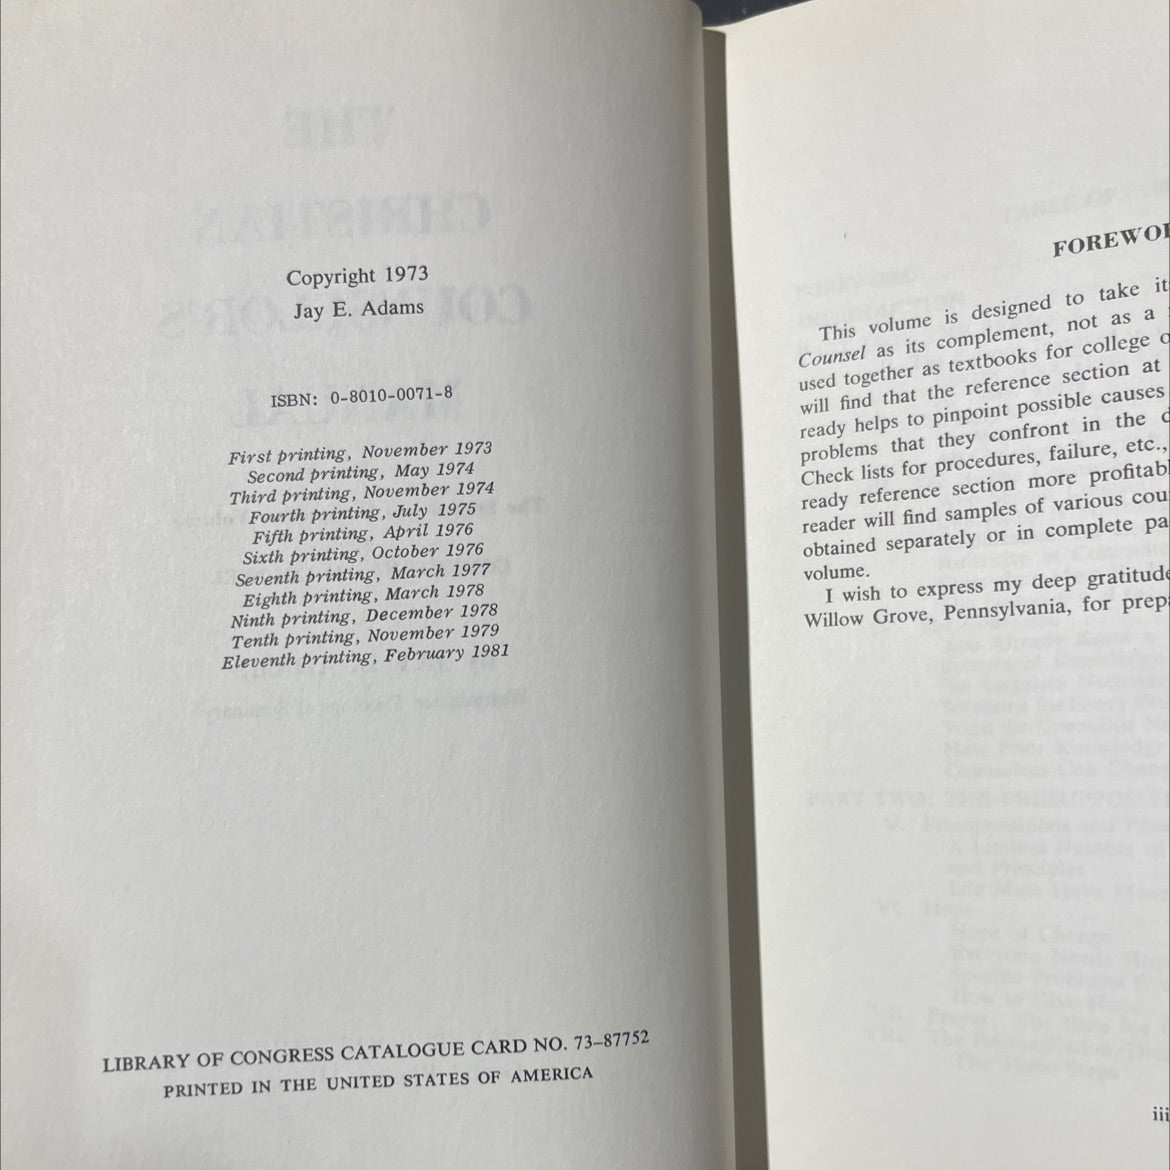 Copyright 1973
Jay E. Adams
ISBN: 0-8010-0071-8
First printing, November 1973
Second printing, May 1974
Third printing, November 1974
Fourth printing, July 1975
Fifth printing, April 1976
Sixth printing, October 1976
Seventh printing, March 1977
Eighth printing, March 1978
Ninth printing, December 1978
Tenth printing, November 1979
Eleventh printing, February 1981
LIBRARY OF CONGRESS CATALOGUE CARD NO. 73-87752
PRINTED IN THE UNITED STATES OF AMERICA
FOREWO
This volume is designed to take it
Counsel as its complement, not as a
used together as textbooks for college
will find that the reference section at
ready helps to pinpoint possible causes
problems that they confront in the
Check lists for procedures, failure, etc.,
ready reference section more profitabl
reader will find samples of various cou
obtained separately or in complete pa
volume.
I wish to express my deep gratitude
Willow Grove, Pennsylvania, for prep
iii